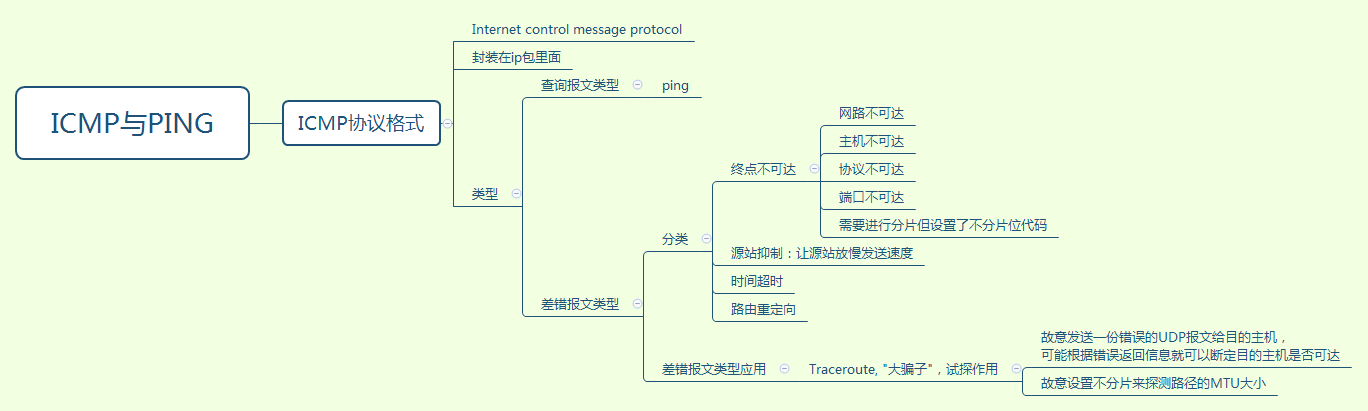 ICMP与PING
ICMP协议格式
Internet control message protocol
封装在ip包里面
类型
查询报文类型
ping
差错报文类型
分类
终点不可达
网路不可达
主机不可达
协议不可达
端口不可达
需要进行分片但设置了不分片位代码
源站抑制：让源站放慢发送速度
时间超时
路由重定向
差错报文类型应用
Traceroute, "大骗子"，试探作用
故意发送一份错误的UDP报文给目的主机，
可能根据错误返回信息就可以断定目的主机是否可达
故意设置不分片来探测路径的MTU大小